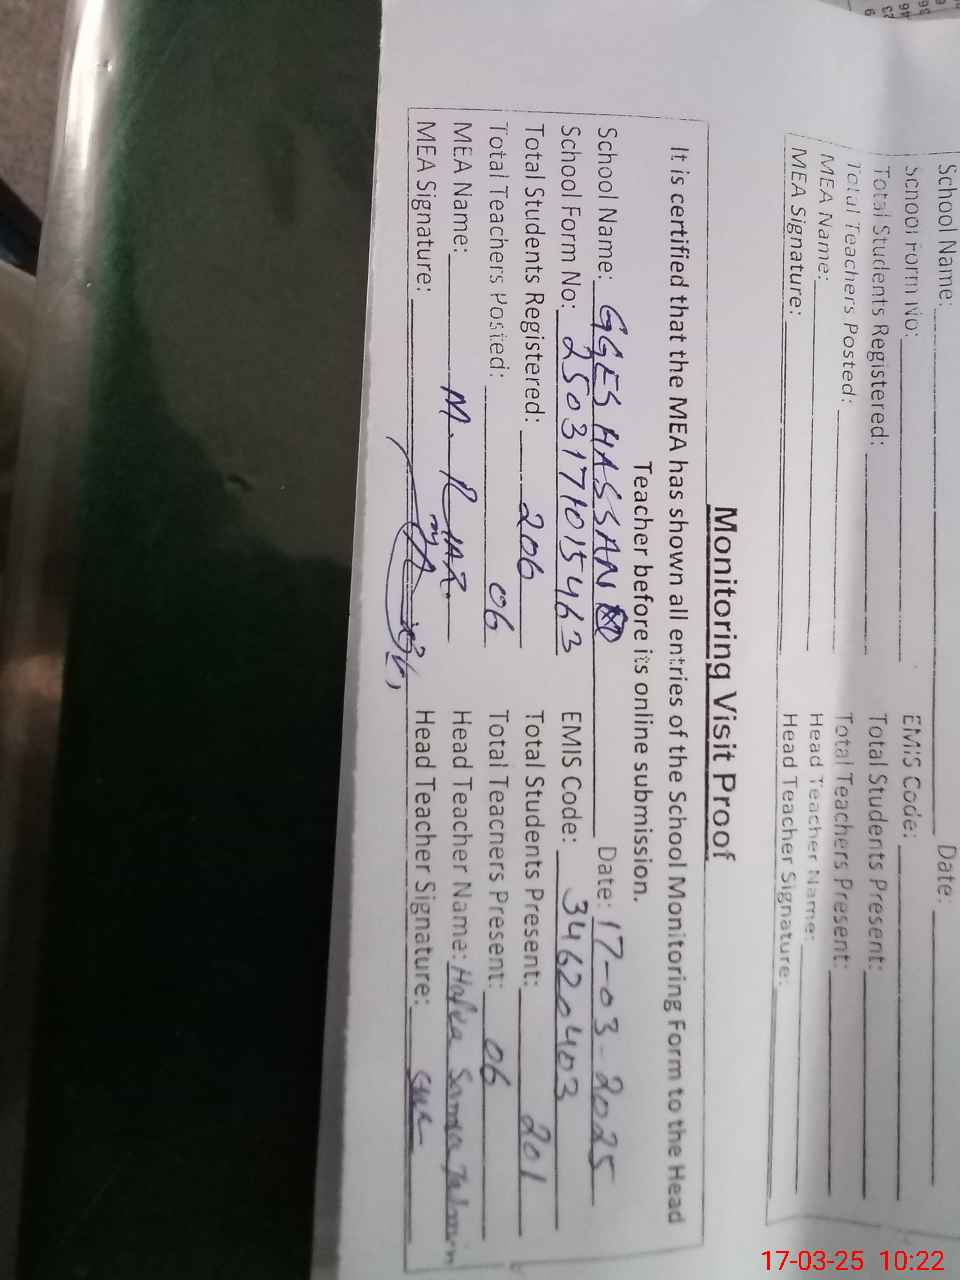 School Name: Date:
School Form No: EMIS Code:
Total Students Registered: Total Students Present:
Total Teachers Posted: Total Teachers Present:
MEA Name: Head Teacher Name:
MEA Signature: Head Teacher Signature:
Monitoring Visit Proof
It is certified that the MEA has shown all entries of the School Monitoring Form to the Head
Teacher before its online submission.
School Name: GGES HASSAN Date: 17-03-2025
School Form No: 2503171015463 EMIS Code: 34620403
Total Students Registered: 206 Total Students Present: 201
Total Teachers Posted: 06 Total Teacners Present: 06
MEA Name: M. Head Teacher Name:
MEA Signature: Head Teacher Signature:
17-03-25 10:22